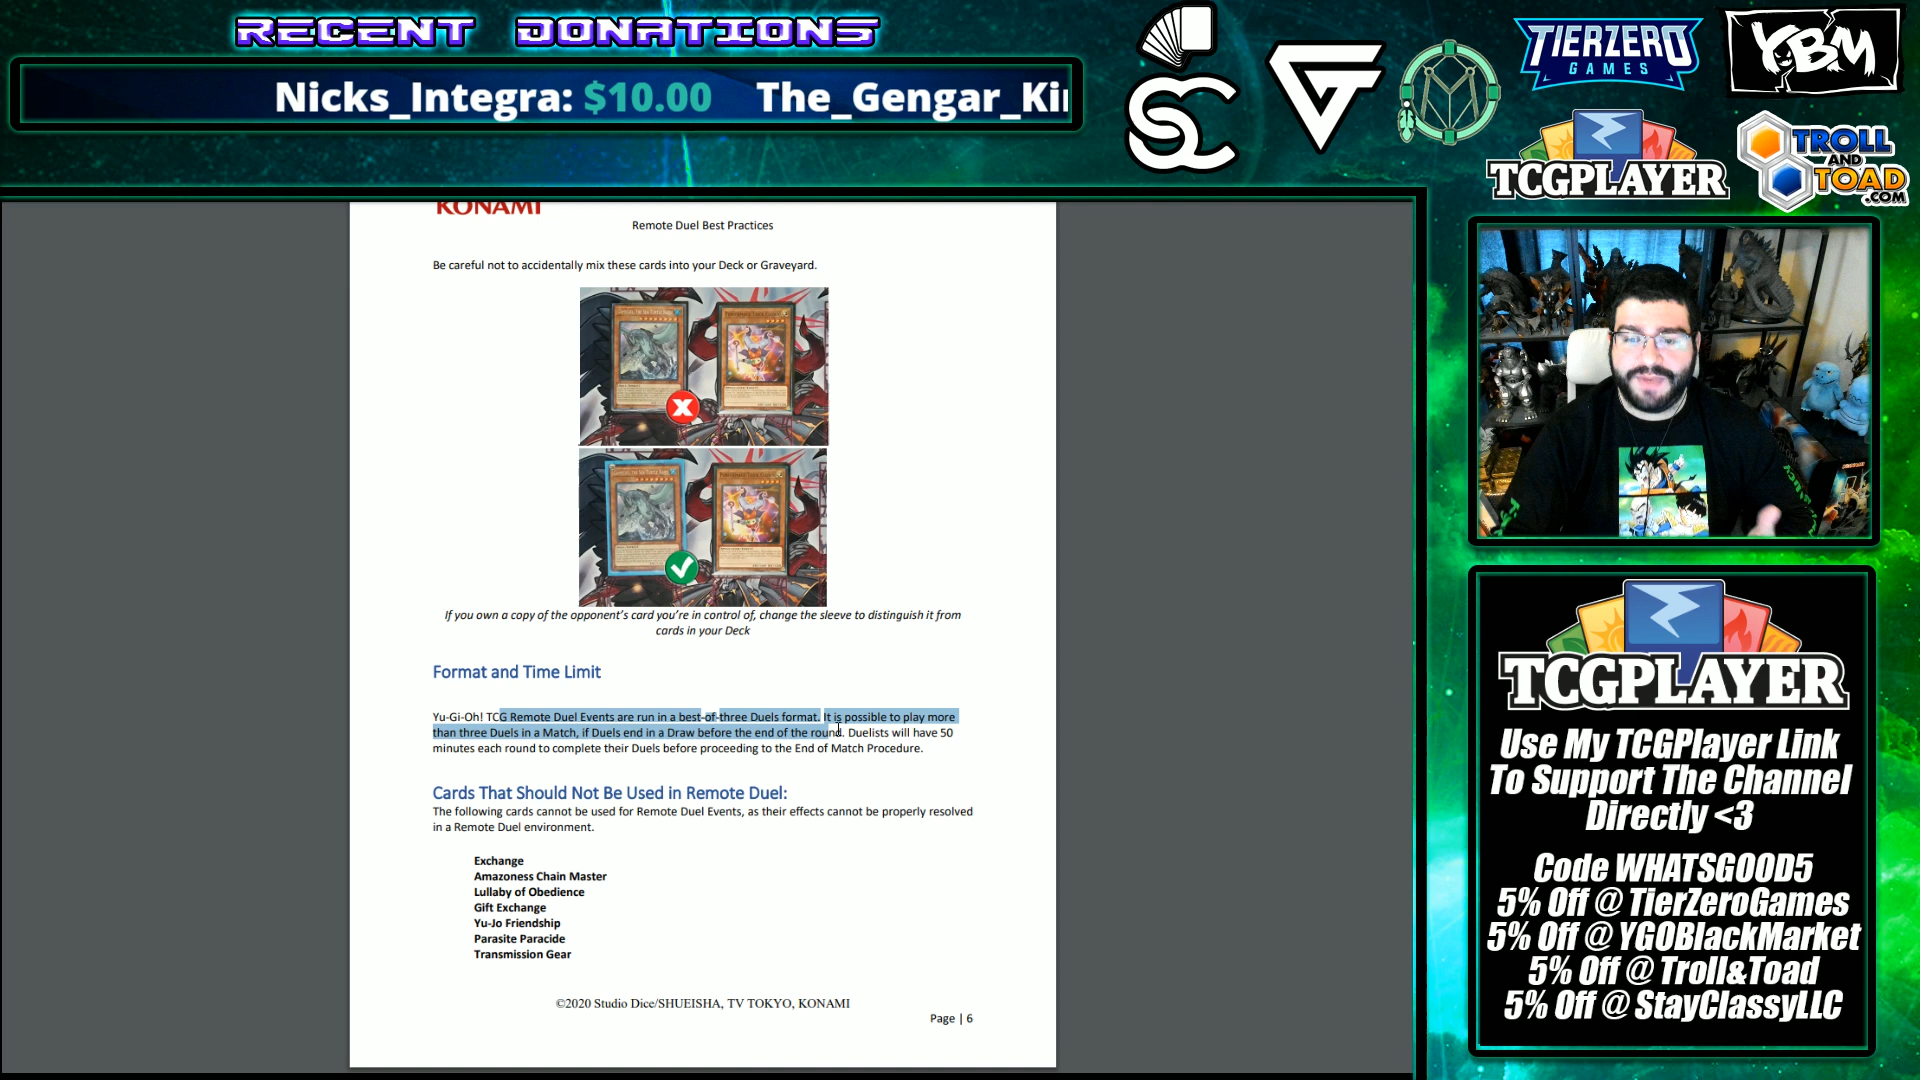 RECENT DONATIONS
Nicks_Integra: $10.00 The_Gengar_Ki
SC
TIERZERO
GAMES
YBM
TCGPLAYER
TROLL
AND
TOAD
.COM
KONAMI
Remote Duel Best Practices
Be careful not to accidentally mix these cards into your Deck or Graveyard.
If you own a copy of the opponent's card you're in control of, change the sleeve to distinguish it from
cards in your Deck
Format and Time Limit
Yu-Gi-Oh! TCG Remote Duel Events are run in a best-of-three Duels format. It is possible to play more
than three Duels in a Match, if Duels end in a Draw before the end of the round. Duelists will have 50
minutes each round to complete their Duels before proceeding to the End of Match Procedure.
Cards That Should Not Be Used in Remote Duel:
The following cards cannot be used for Remote Duel Events, as their effects cannot be properly resolved
in a Remote Duel environment.
Exchange
Amazoness Chain Master
Lullaby of Obedience
Gift Exchange
Yu-Jo Friendship
Parasite Paracide
Transmission Gear
©2020 Studio Dice/SHUEISHA, TV TOKYO, KONAMI
Page | 6
TCGPLAYER
Use My TCGPlayer Link
To Support The Channel
Directly <3
Code WHATSGOOD5
5% Off @ TierZeroGames
5% Off @ YGOBlackMarket
5% Off @ Troll&Toad
5% Off @ StayClassyLLC